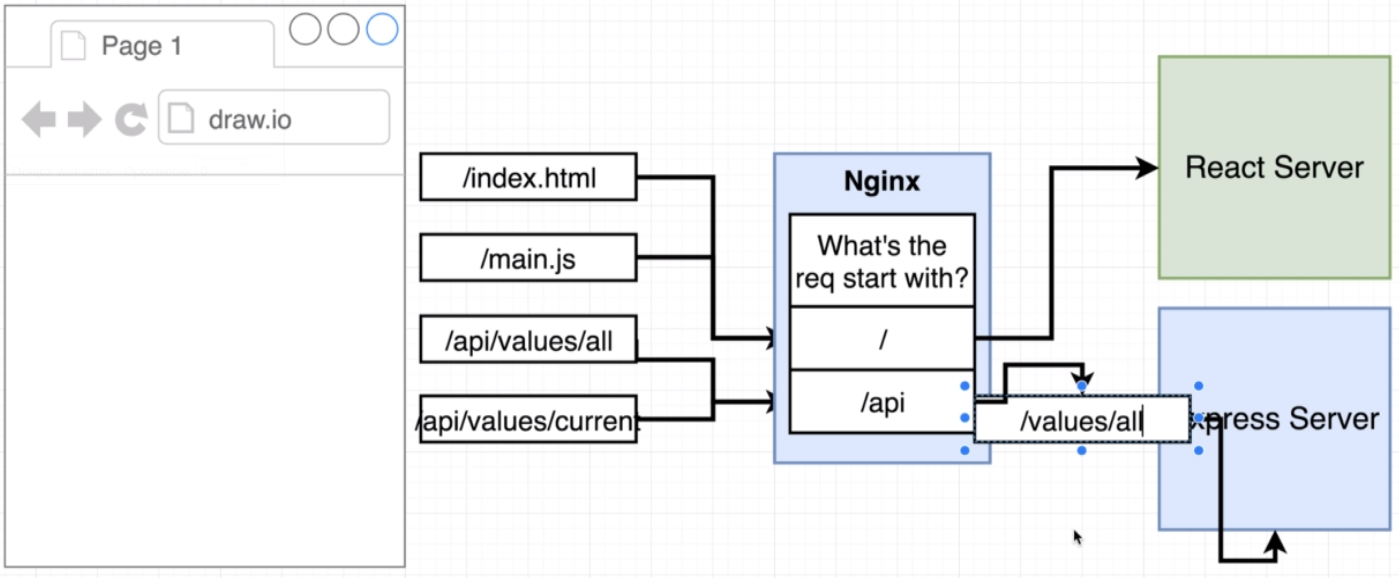 Page 1
draw.io
/index.html
/main.js
/api/values/all
/api/values/current
Nginx
What's the
req start with?
/
/api
/values/all
React Server
xpress Server